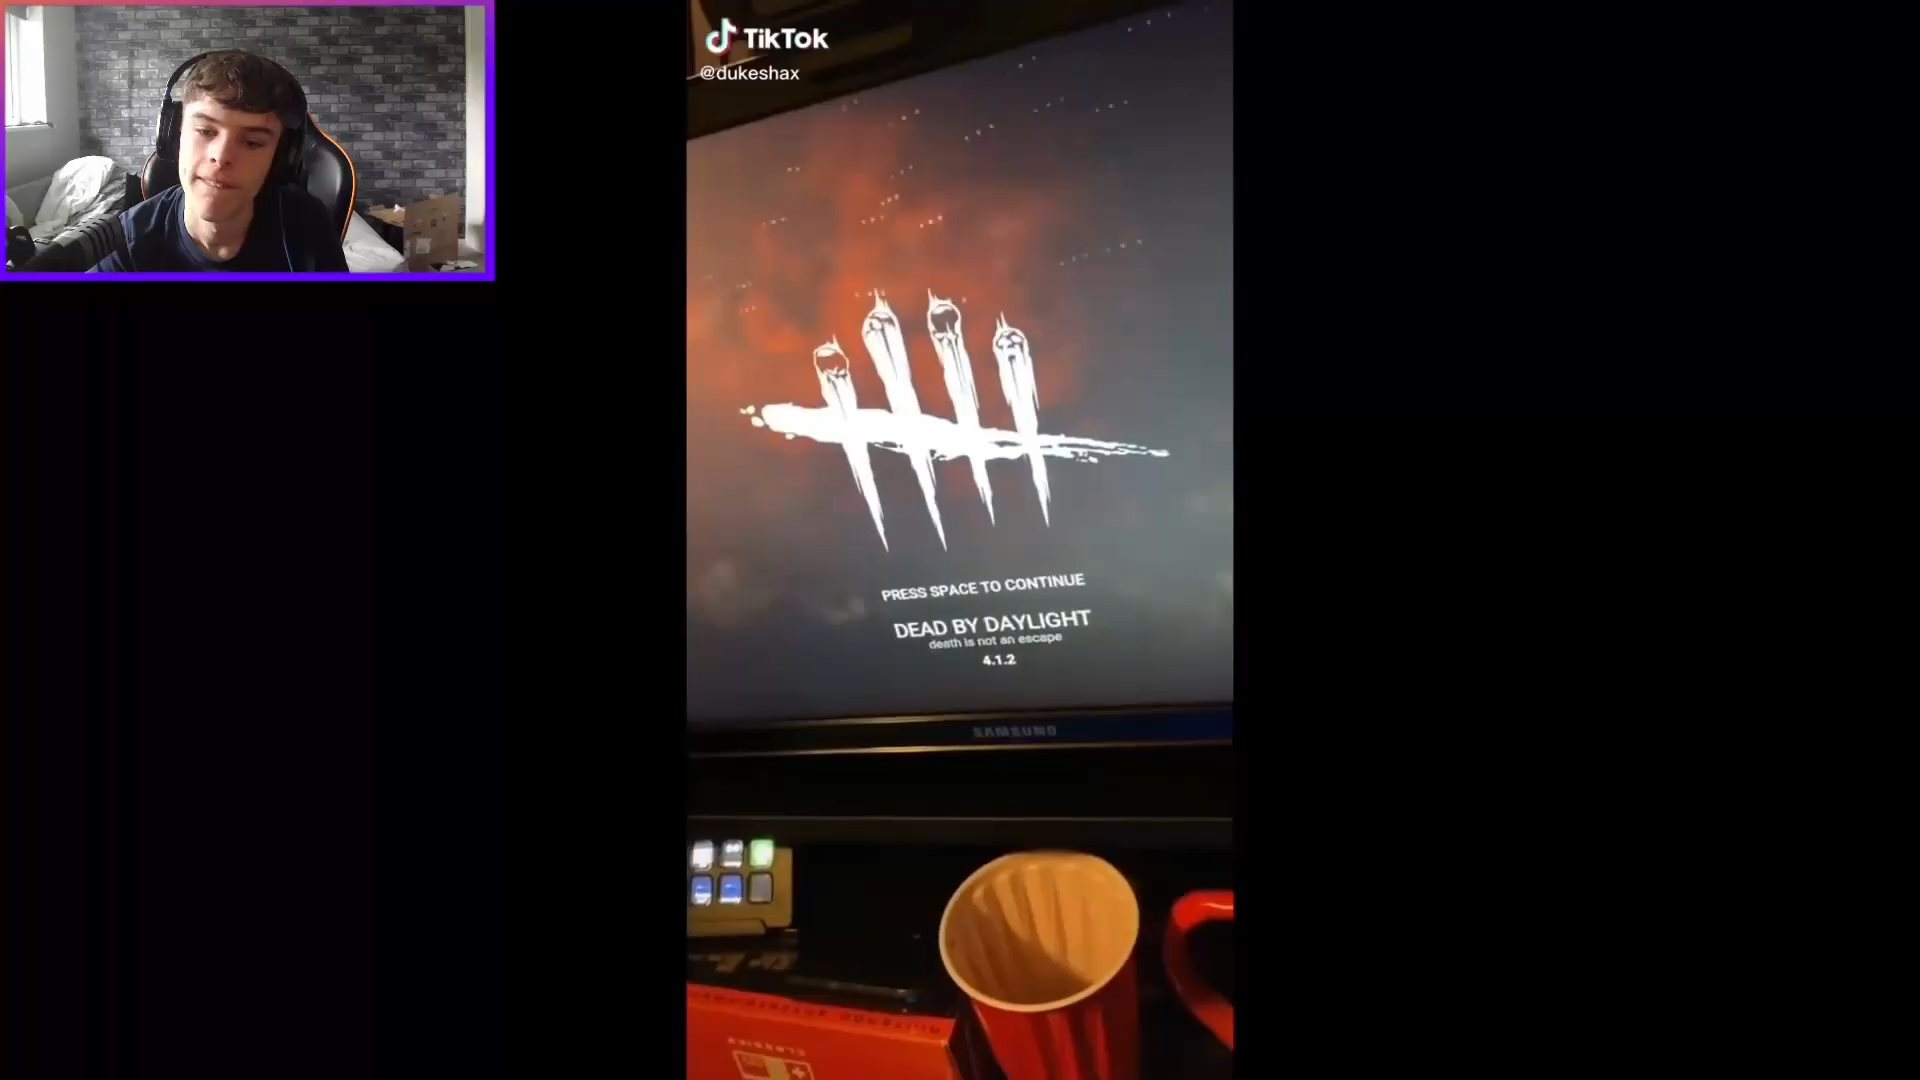 TikTok
@dukeshax
PRESS SPACE TO CONTINUE
DEAD BY DAYLIGHT
death is not an escape
4.1.2
SAMSUNG